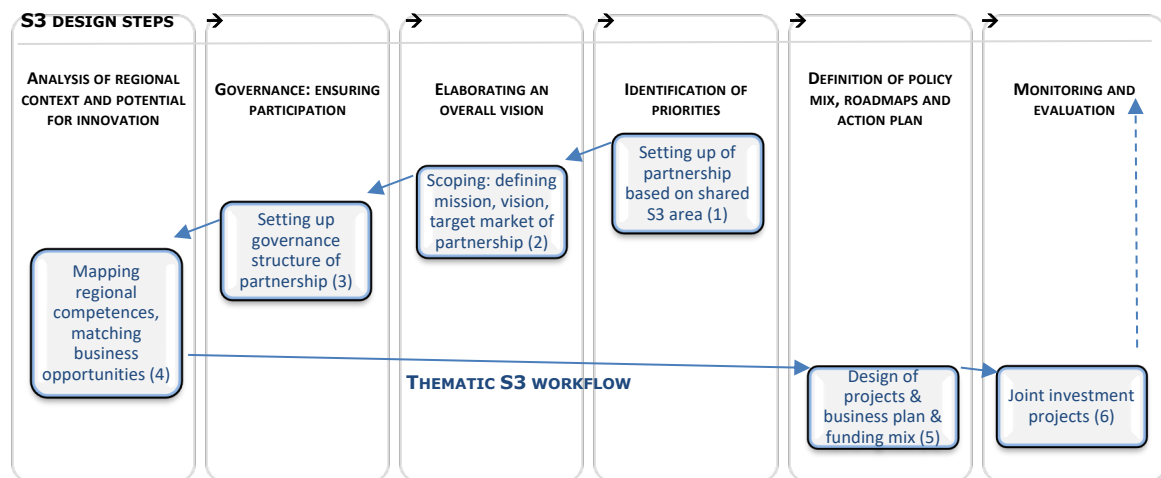 S3 DESIGN STEPS
ANALYSIS OF REGIONAL
CONTEXT AND POTENTIAL
FOR INNOVATION
GOVERNANCE: ENSURING
PARTICIPATION
ELABORATING AN
OVERALL VISION
IDENTIFICATION OF
PRIORITIES
DEFINITION OF POLICY
MIX, ROADMAPS AND
ACTION PLAN
MONITORING AND
EVALUATION
Setting up of
partnership
based on shared
S3 area (1)
Scoping: defining
mission, vision,
target market of
partnership (2)
Setting up
governance
structure of
partnership (3)
Mapping
regional
competences,
matching
business
opportunities (4)
THEMATIC S3 WORKFLOW
Design of
projects &
business plan &
funding mix (5)
Joint investment
projects (6)